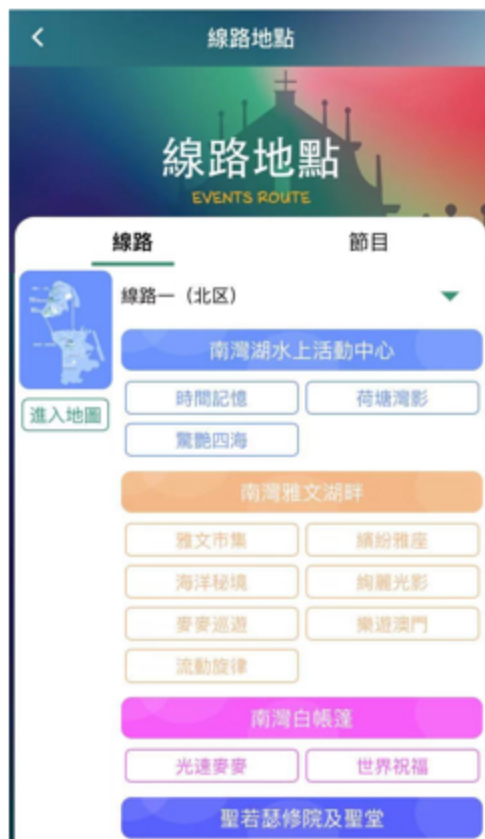 線路地點
線路地點
EVENTS ROUTE
線路 節目
線路一（北区）
進入地圖
南灣湖水上活動中心
時間記憶 荷塘灣影
驚艷四海
南灣雅文湖畔
雅文市集 繽紛雅座
海洋秘境 絢麗光影
麥麥巡遊 樂遊澳門
流動旋律
南灣白帳篷
光速麥麥 世界祝福
聖若瑟修院及聖堂